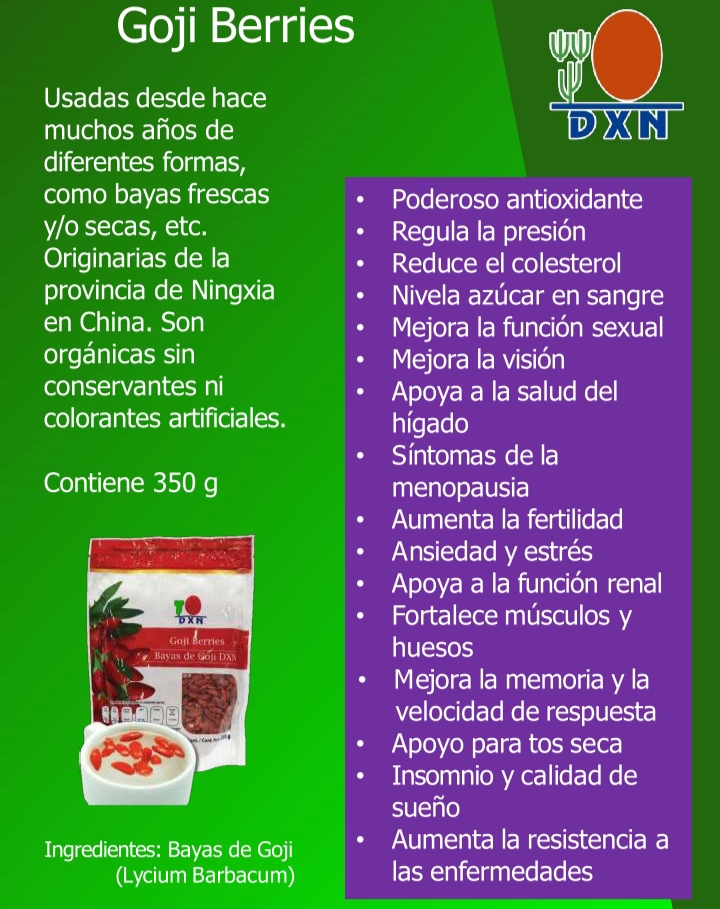 Goji Berries
DXN
Usadas desde hace
muchos años de
diferentes formas,
como bayas frescas
y/o secas, etc.
Originarias de la
provincia de Ningxia
en China. Son
orgánicas sin
conservantes ni
colorantes artificiales.
Contiene 350 g
• Poderoso antioxidante
• Regula la presión
• Reduce el colesterol
• Nivela azúcar en sangre
• Mejora la función sexual
• Mejora la visión
• Apoya a la salud del
hígado
• Síntomas de la
menopausia
• Aumenta la fertilidad
• Ansiedad y estrés
• Apoya a la función renal
• Fortalece músculos y
huesos
• Mejora la memoria y la
velocidad de respuesta
• Apoyo para tos seca
• Insomnio y calidad de
sueño
• Aumenta la resistencia a
las enfermedades
DXN
Goji Berries
Bayas de Goji DXN
Ingredientes: Bayas de Goji
(Lycium Barbacum)